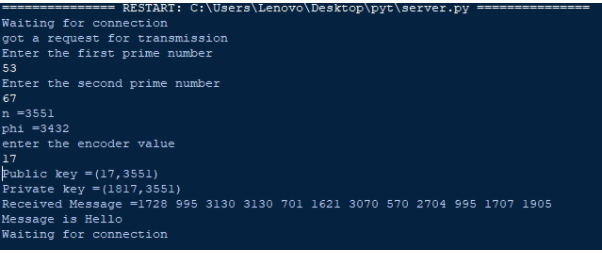 =============== RESTART: C:\Users\Lenovo\Desktop\pyt\server.py ===============
Waiting for connection
got a request for transmission
Enter the first prime number
53
Enter the second prime number
67
n =3551
phi =3432
enter the encoder value
17
Public key =(17,3551)
Private key =(1817,3551)
Received Message =1728 995 3130 3130 701 1621 3070 570 2704 995 1707 1905
Message is Hello
Waiting for connection